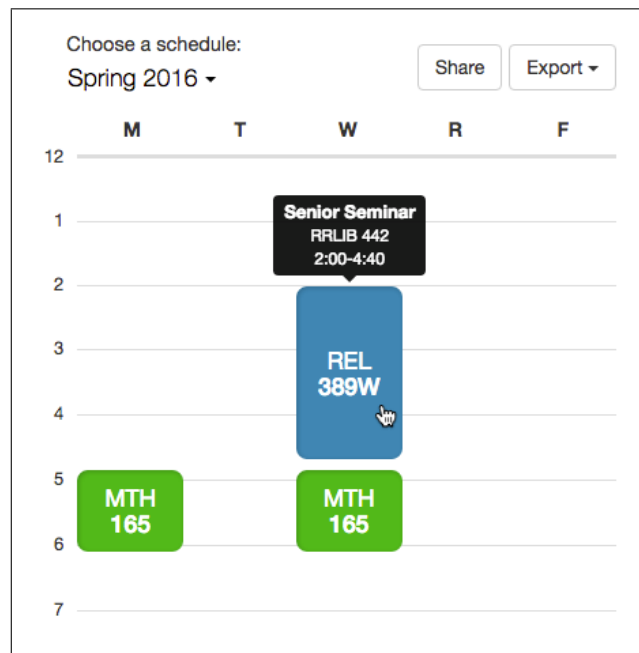 Choose a schedule:
Spring 2016
Share
Export
M T W R F
12
1
Senior Seminar
RRLIB 442
2:00-4:40
2
3
REL
389W
4
5
MTH
165
MTH
165
6
7